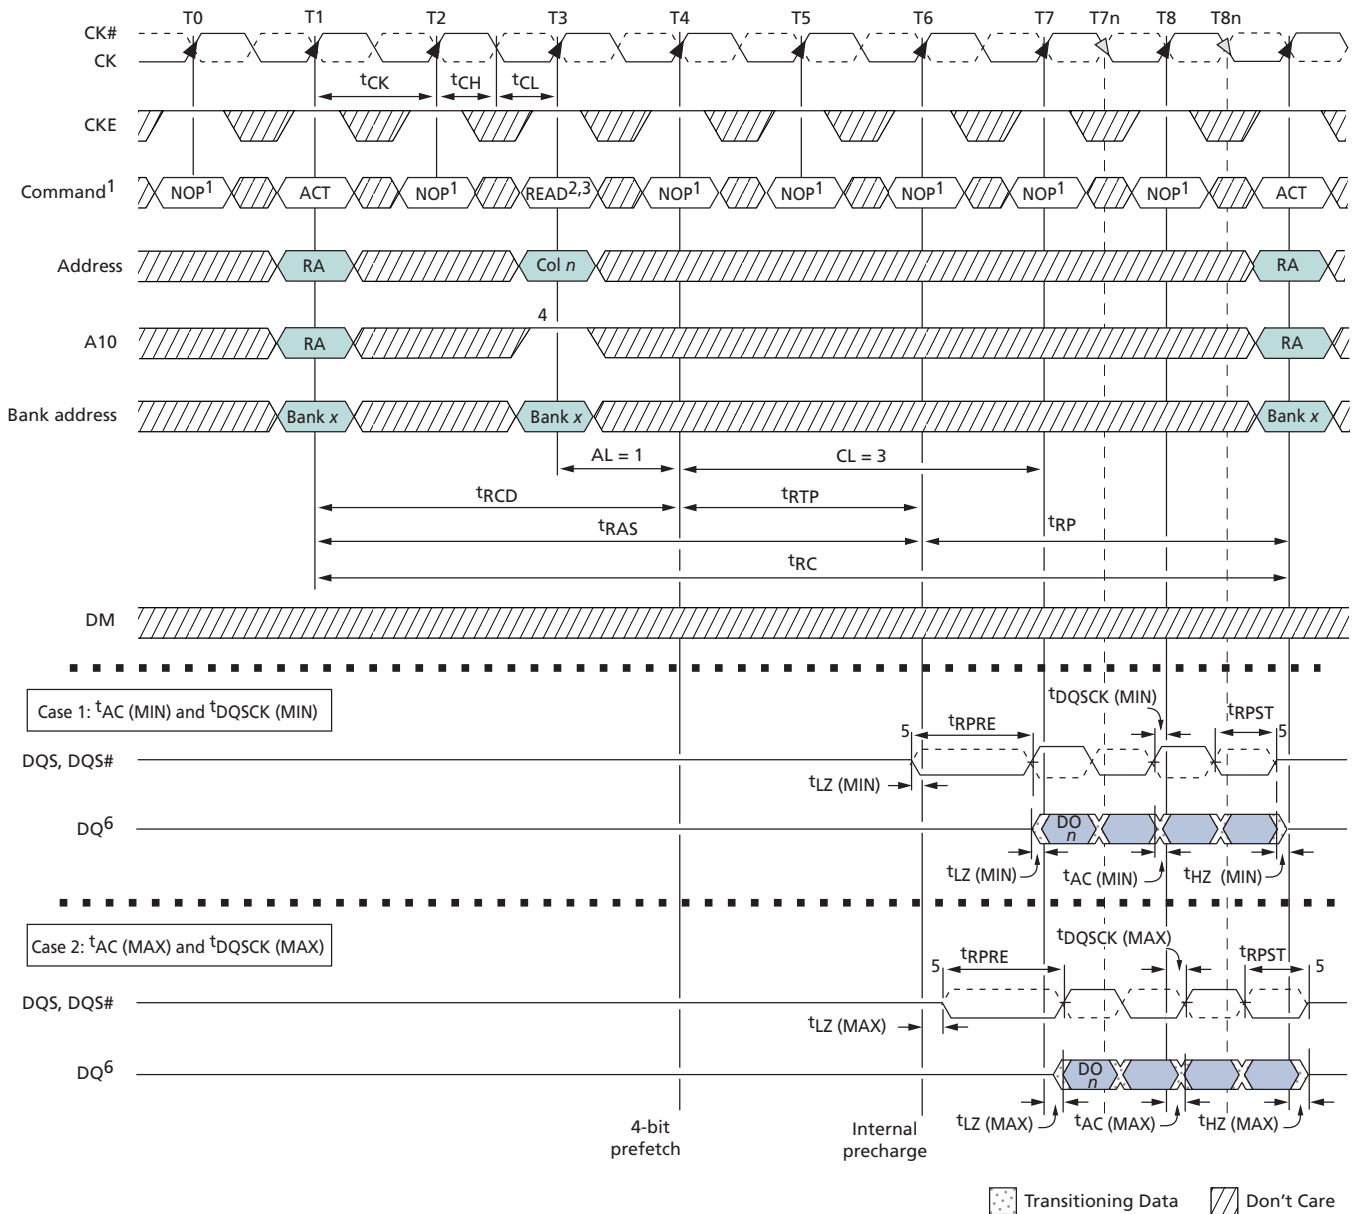 T0 T1 T2 T3 T4 T5 T6 T7 T7n T8 T8n
CK#
CK
tCK tCH tCL
CKE
Command1 NOP1 ACT NOP1 READ2,3 NOP1 NOP1 NOP1 NOP1 NOP1 ACT
Address RA Col n RA
4
A10 RA RA
Bank address Bank x Bank x Bank x
AL = 1 CL = 3
tRCD tRTP
tRAS tRP
tRC
DM
Case 1: tAC (MIN) and tDQSCK (MIN)
tDQSCK (MIN)
5 tRPRE tRPST 5
DQS, DQS#
tLZ (MIN)
DQ6 DO
n
tLZ (MIN) tAC (MIN) tHZ (MIN)
Case 2: tAC (MAX) and tDQSCK (MAX)
tDQSCK (MAX)
5 tRPRE tRPST 5
DQS, DQS#
tLZ (MAX)
DQ6 DO
n
tLZ (MAX) tAC (MAX) tHZ (MAX)
4-bit
prefetch
Internal
precharge
Transitioning Data Don't Care